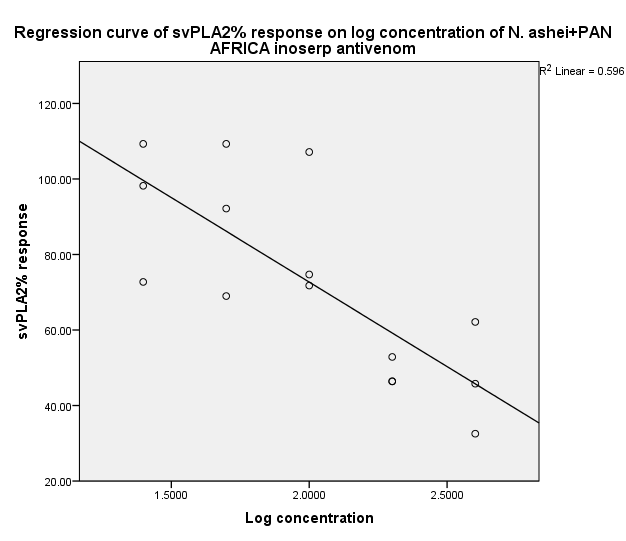 Regression curve of svPLA2% response on log concentration of N. ashei+PAN
AFRICA inoserp antivenom
R2 Linear = 0.596
svPLA2% response
120.00
100.00
80.00
60.00
40.00
20.00
1.5000
2.0000
2.5000
Log concentration